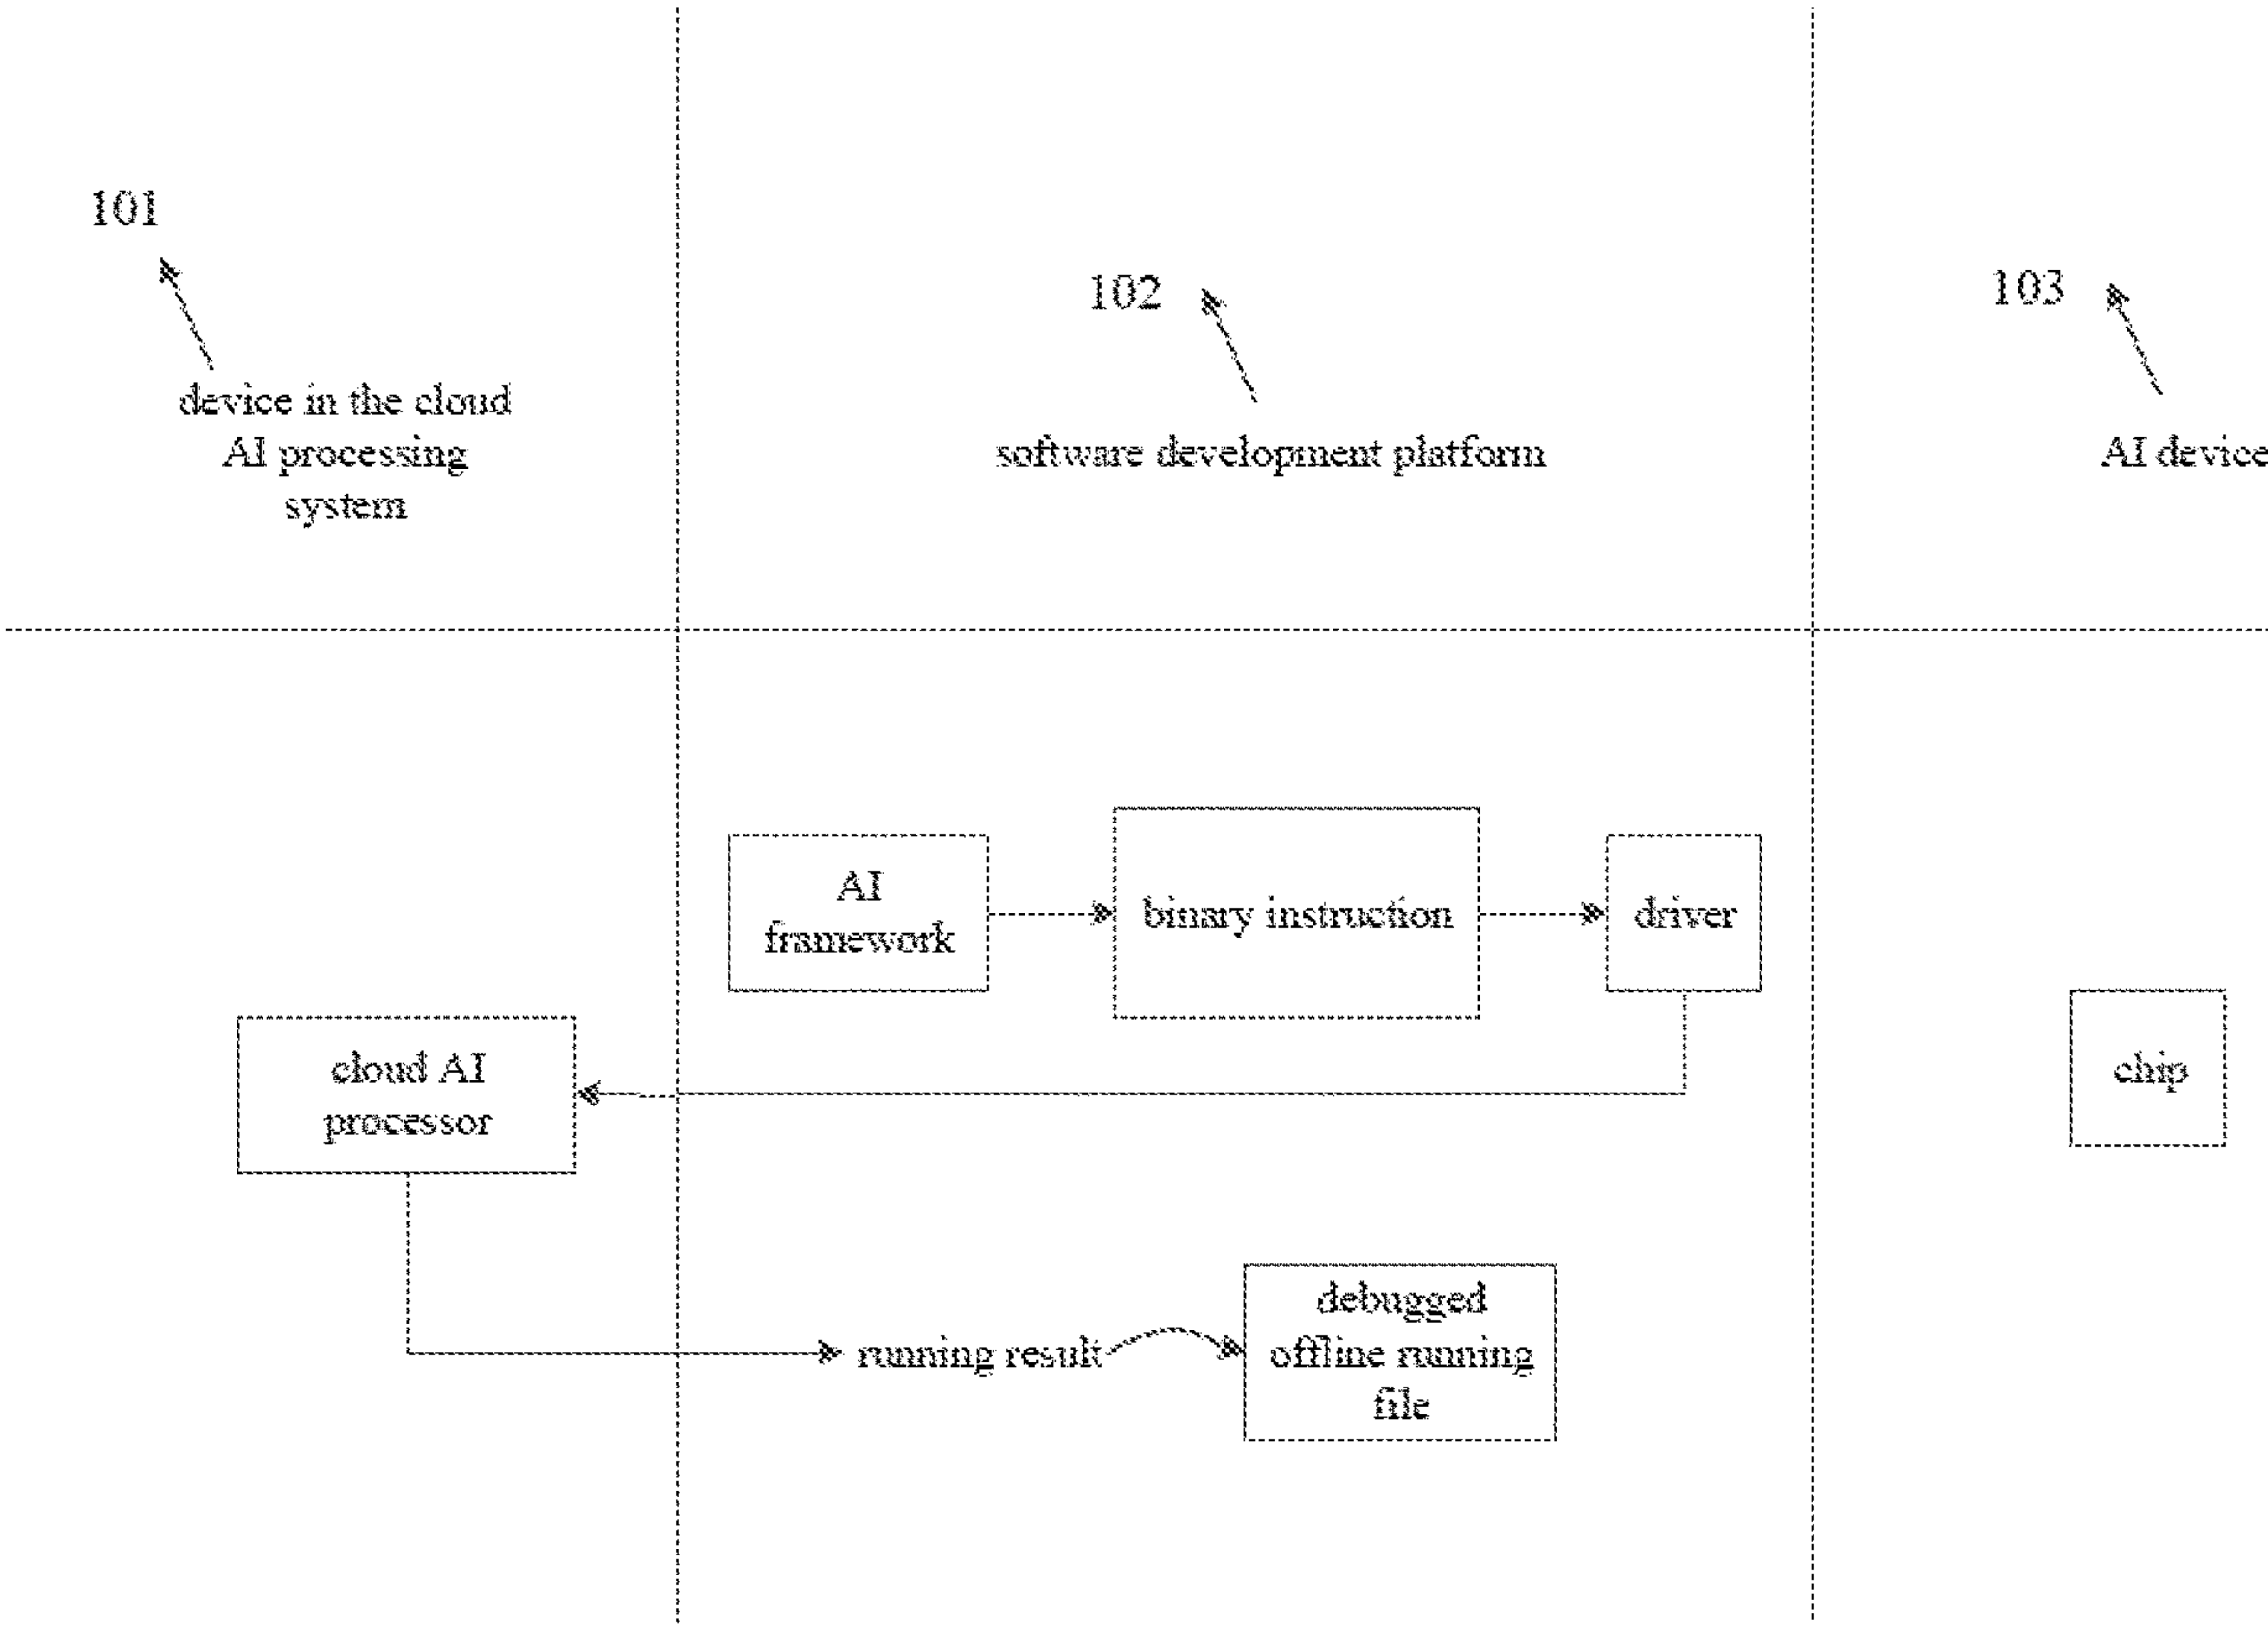 101
102
103
device in the cloud
AI processing
system
software development platform
AI device
AI
framework
binary instruction
driver
cloud AI
processor
chip
running result
debugged
offline running
file